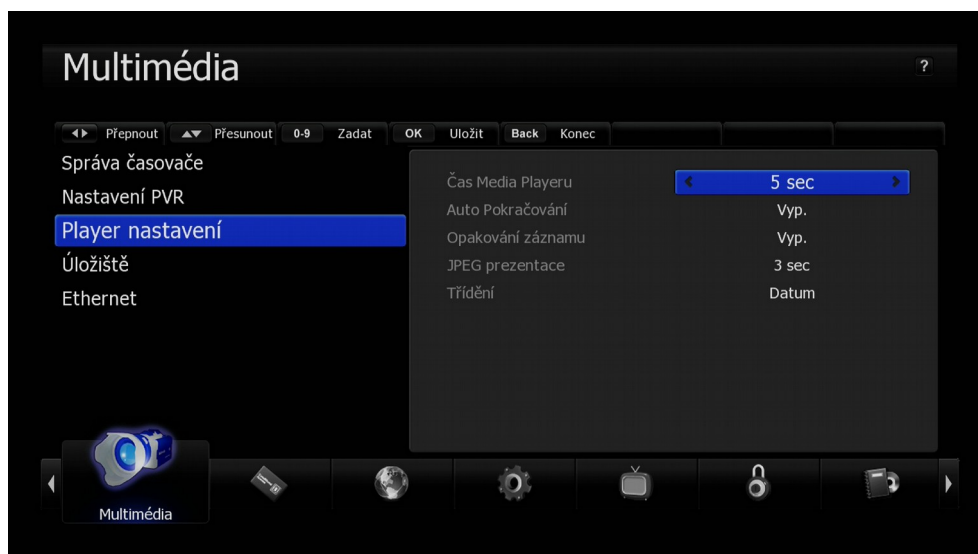 Multimédia
?
Přepnout Přesunout 0-9 Zadat OK Uložit Back Konec
Správa časovače
Nastavení PVR
Player nastavení
Úložiště
Ethernet
Čas Media Playeru 5 sec
Auto Pokračování Vyp.
Opakování záznamu Vyp.
JPEG prezentace 3 sec
Třídění Datum
Multimédia